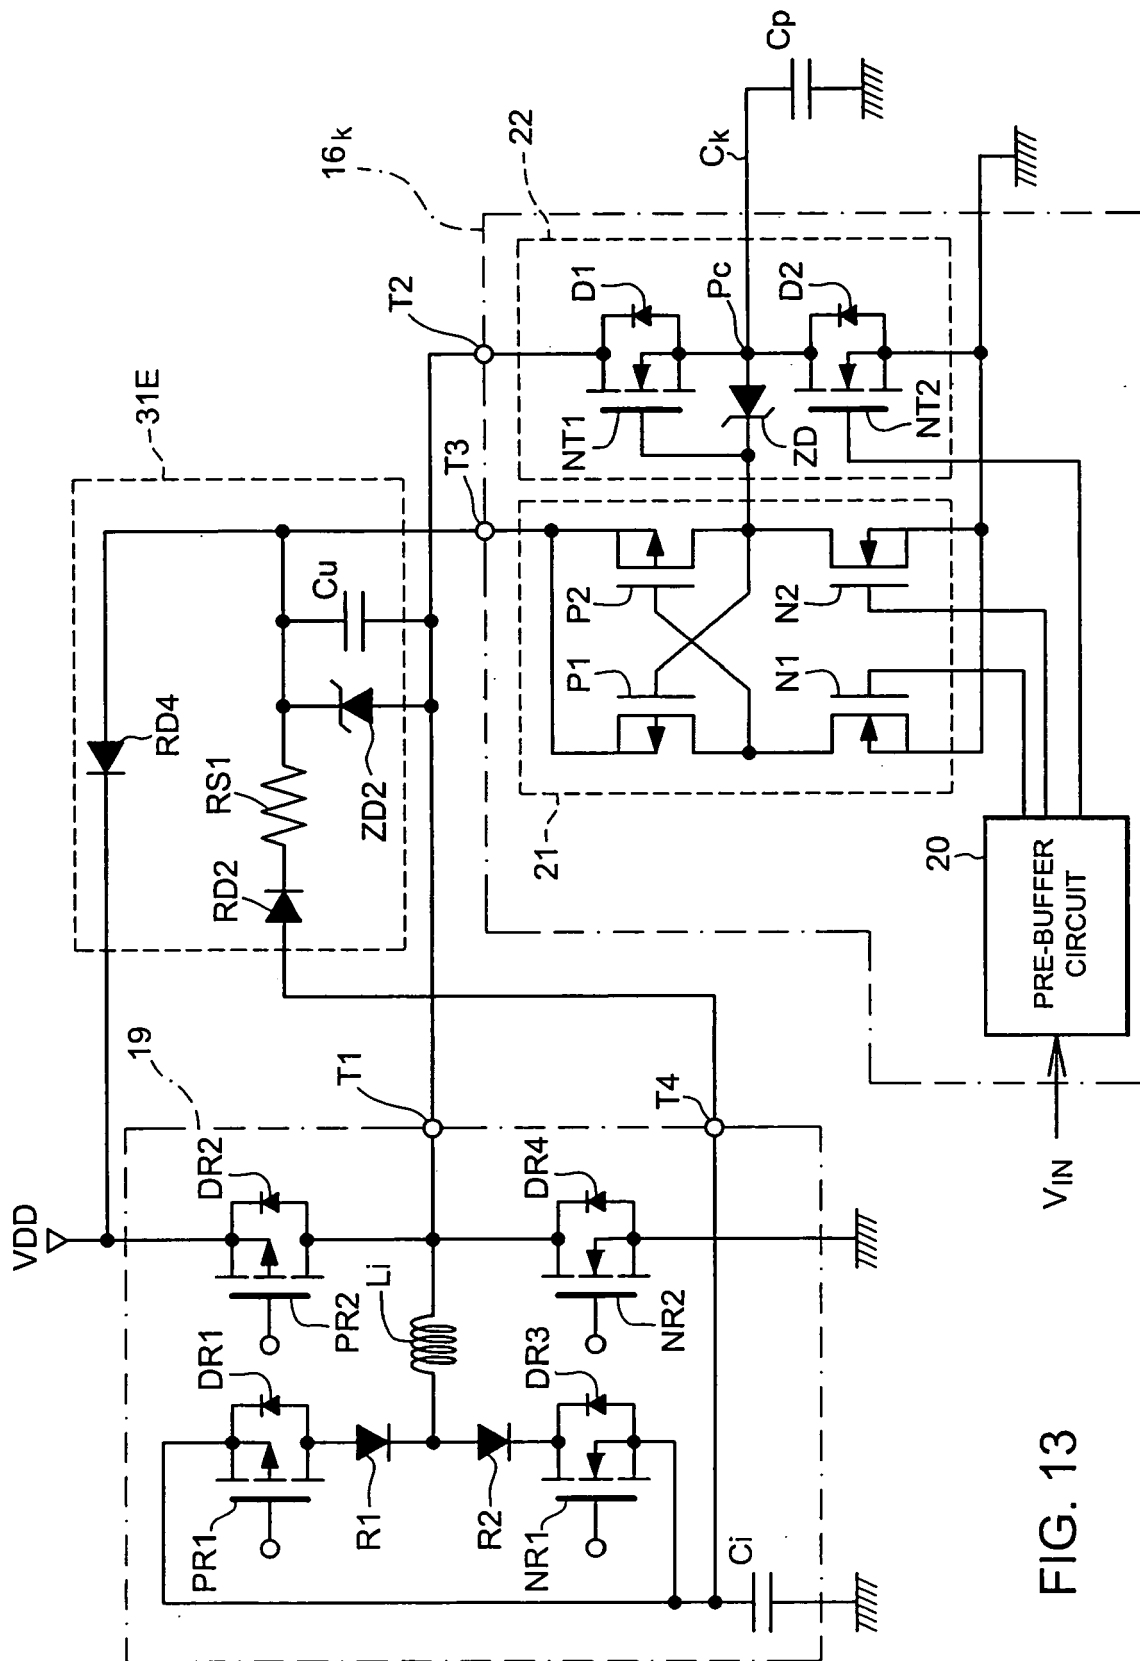 VDD
19
DR2
PR2
DR1
PR1
R1
Li
R2
NR1
DR3
NR2
DR4
Ci
T1
T4
31E
RD4
RS1
RD2
ZD2
Cu
T3
T2
16k
22
D1
NT1
Pc
ZD
D2
NT2
Ck
Cp
21
P1
P2
N1
N2
20
PRE-BUFFER
CIRCUIT
VIN
FIG. 13